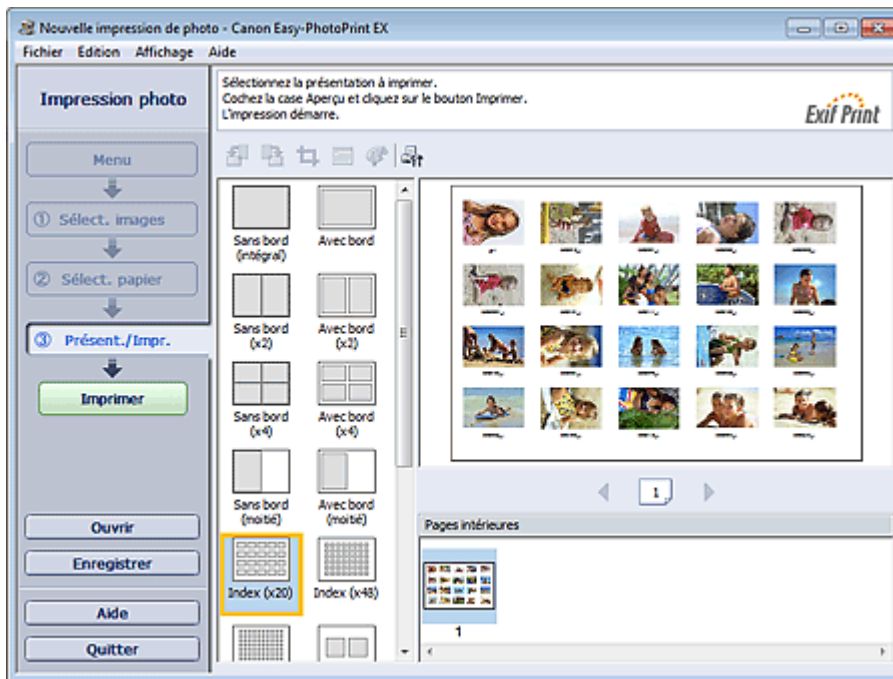 Nouvelle impression de photo - Canon Easy-PhotoPrint EX
Fichier Edition Affichage Aide
Impression photo
Sélectionnez la présentation à imprimer.
Cochez la case Aperçu et cliquez sur le bouton Imprimer.
L'impression démarre.
Exif Print
Menu
① Sélect. images
② Sélect. papier
③ Présent./Impr.
Imprimer
Ouvrir
Enregistrer
Aide
Quitter
Sans bord (intégral)
Avec bord
Sans bord (x2)
Avec bord (x2)
Sans bord (x4)
Avec bord (x4)
Sans bord (moitié)
Avec bord (moitié)
Index (x20)
Index (x48)
1
Pages intérieures
1